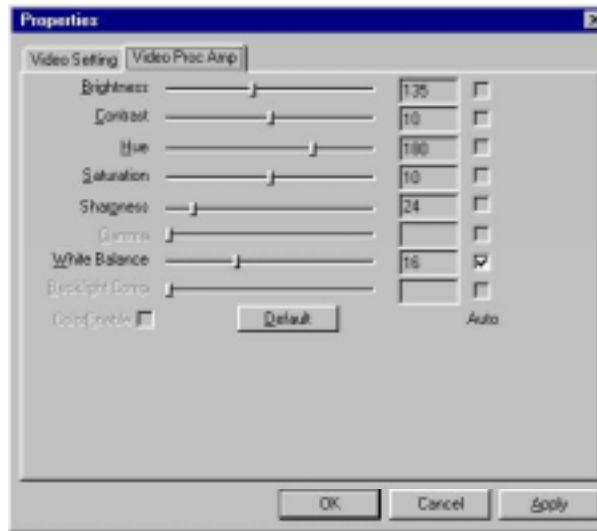 Properties
Video Setting Video Proc Amp
Brightness 135
Contrast 10
Hue 180
Saturation 10
Sharpness 24
Gamma
White Balance 16
Backlight Comp
ColorEnable Default Auto
OK Cancel Apply